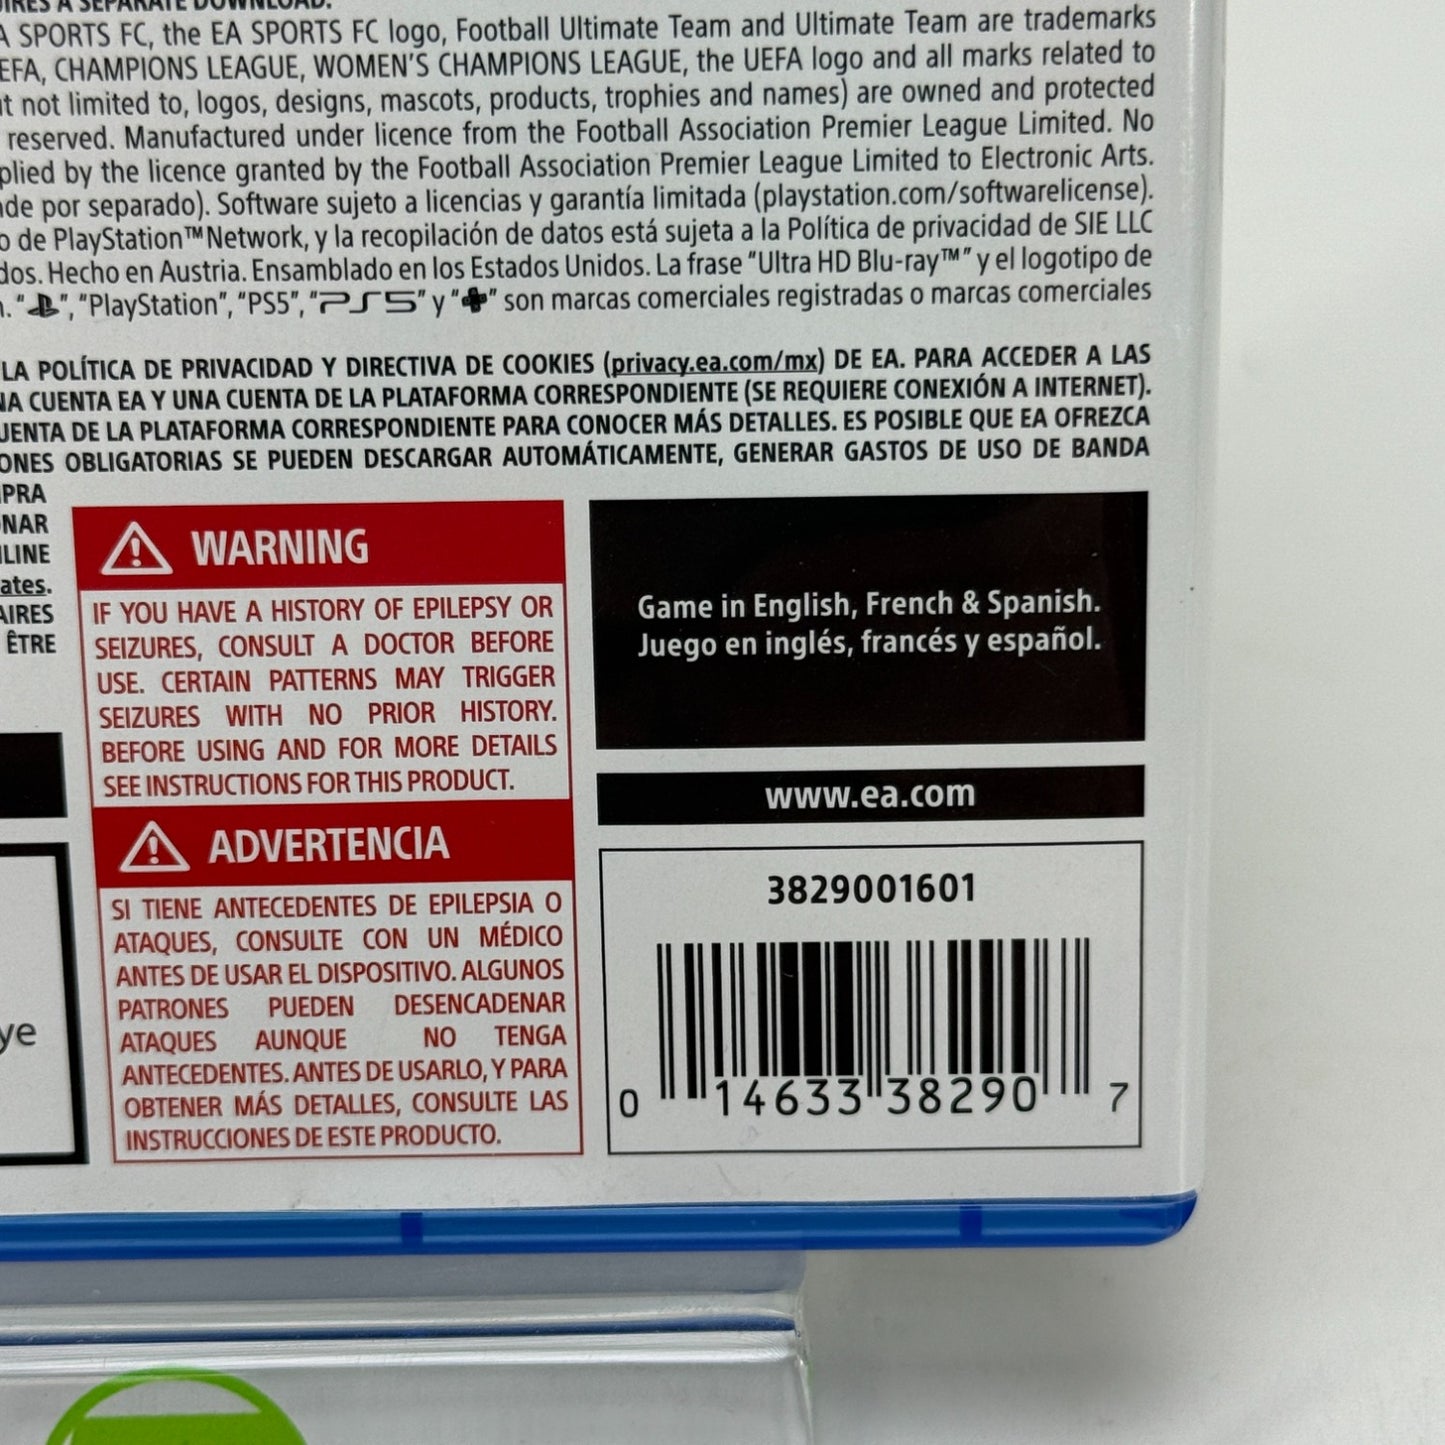 A SEPARATE DOWNLOAD.
SPORTS FC, the EA SPORTS FC logo, Football Ultimate Team and Ultimate Team are trademarks
CHAMPIONS LEAGUE, WOMEN'S CHAMPIONS LEAGUE, the UEFA logo and all marks related to
not limited to, logos, designs, mascots, products, trophies and names) are owned and protected
reserved. Manufactured under licence from the Football Association Premier League Limited. No
by the licence granted by the Football Association Premier League Limited to Electronic Arts.
por separado). Software sujeto a licencias y garantía limitada (playstation.com/softwarelicense).
de PlayStation™Network, y la recopilación de datos está sujeta a la Política de privacidad de SIE LLC
Hecho en Austria. Ensamblado en los Estados Unidos. La frase "Ultra HD Blu-ray™" y el logotipo de
"PlayStation", "PS5", "PS5" y " " son marcas comerciales registradas o marcas comerciales
LA POLÍTICA DE PRIVACIDAD Y DIRECTIVA DE COOKIES (privacy.ea.com/mx) DE EA. PARA ACCEDER A LAS
CUENTA EA Y UNA CUENTA DE LA PLATAFORMA CORRESPONDIENTE (SE REQUIERE CONEXIÓN A INTERNET).
DE LA PLATAFORMA CORRESPONDIENTE PARA CONOCER MÁS DETALLES. ES POSIBLE QUE EA OFREZCA
OBLIGATORIAS SE PUEDEN DESCARGAR AUTOMÁTICAMENTE, GENERAR GASTOS DE USO DE BANDA
ÊTRE
WARNING
IF YOU HAVE A HISTORY OF EPILEPSY OR
SEIZURES, CONSULT A DOCTOR BEFORE
USE. CERTAIN PATTERNS MAY TRIGGER
SEIZURES WITH NO PRIOR HISTORY.
BEFORE USING AND FOR MORE DETAILS
SEE INSTRUCTIONS FOR THIS PRODUCT.
ADVERTENCIA
SI TIENE ANTECEDENTES DE EPILEPSIA O
ATAQUES, CONSULTE CON UN MÉDICO
ANTES DE USAR EL DISPOSITIVO. ALGUNOS
PATRONES PUEDEN DESENCADENAR
ATAQUES AUNQUE NO TENGA
ANTECEDENTES. ANTES DE USARLO, Y PARA
OBTENER MÁS DETALLES, CONSULTE LAS
INSTRUCCIONES DE ESTE PRODUCTO.
Game in English, French & Spanish.
Juego en inglés, francés y español.
www.ea.com
3829001601
0 14633 38290 7